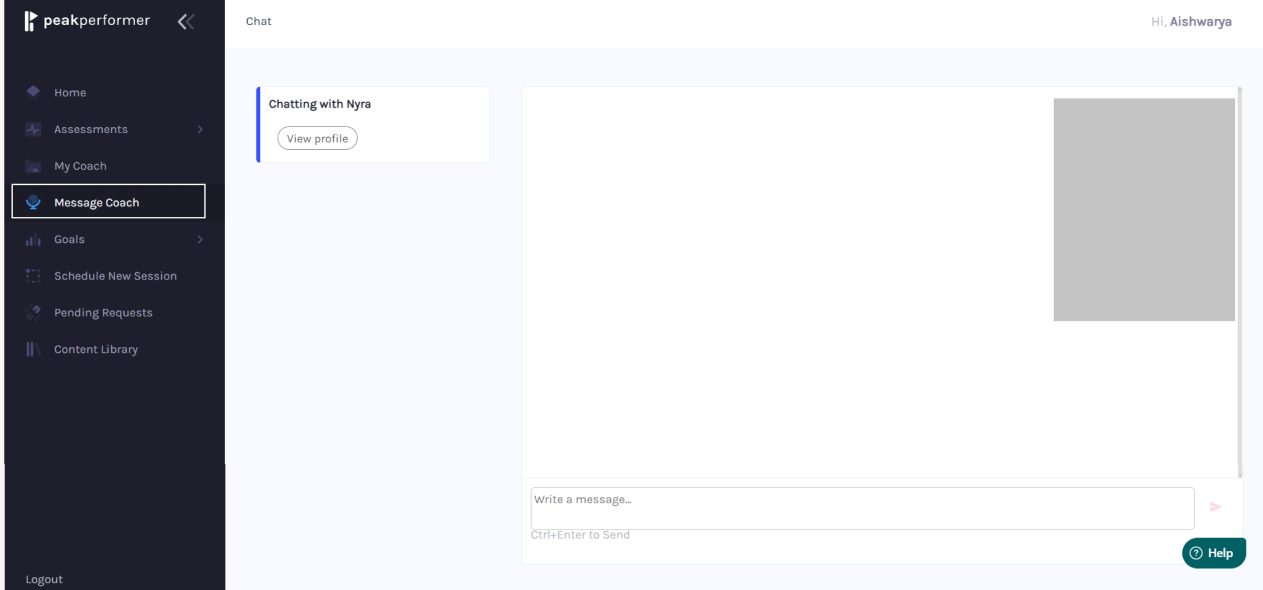 peakperformer
Chat
Hi, Aishwarya
Home
Assessments
My Coach
Message Coach
Goals
Schedule New Session
Pending Requests
Content Library
Logout
Chatting with Nyra
View profile
Write a message...
Ctrl+Enter to Send
Help